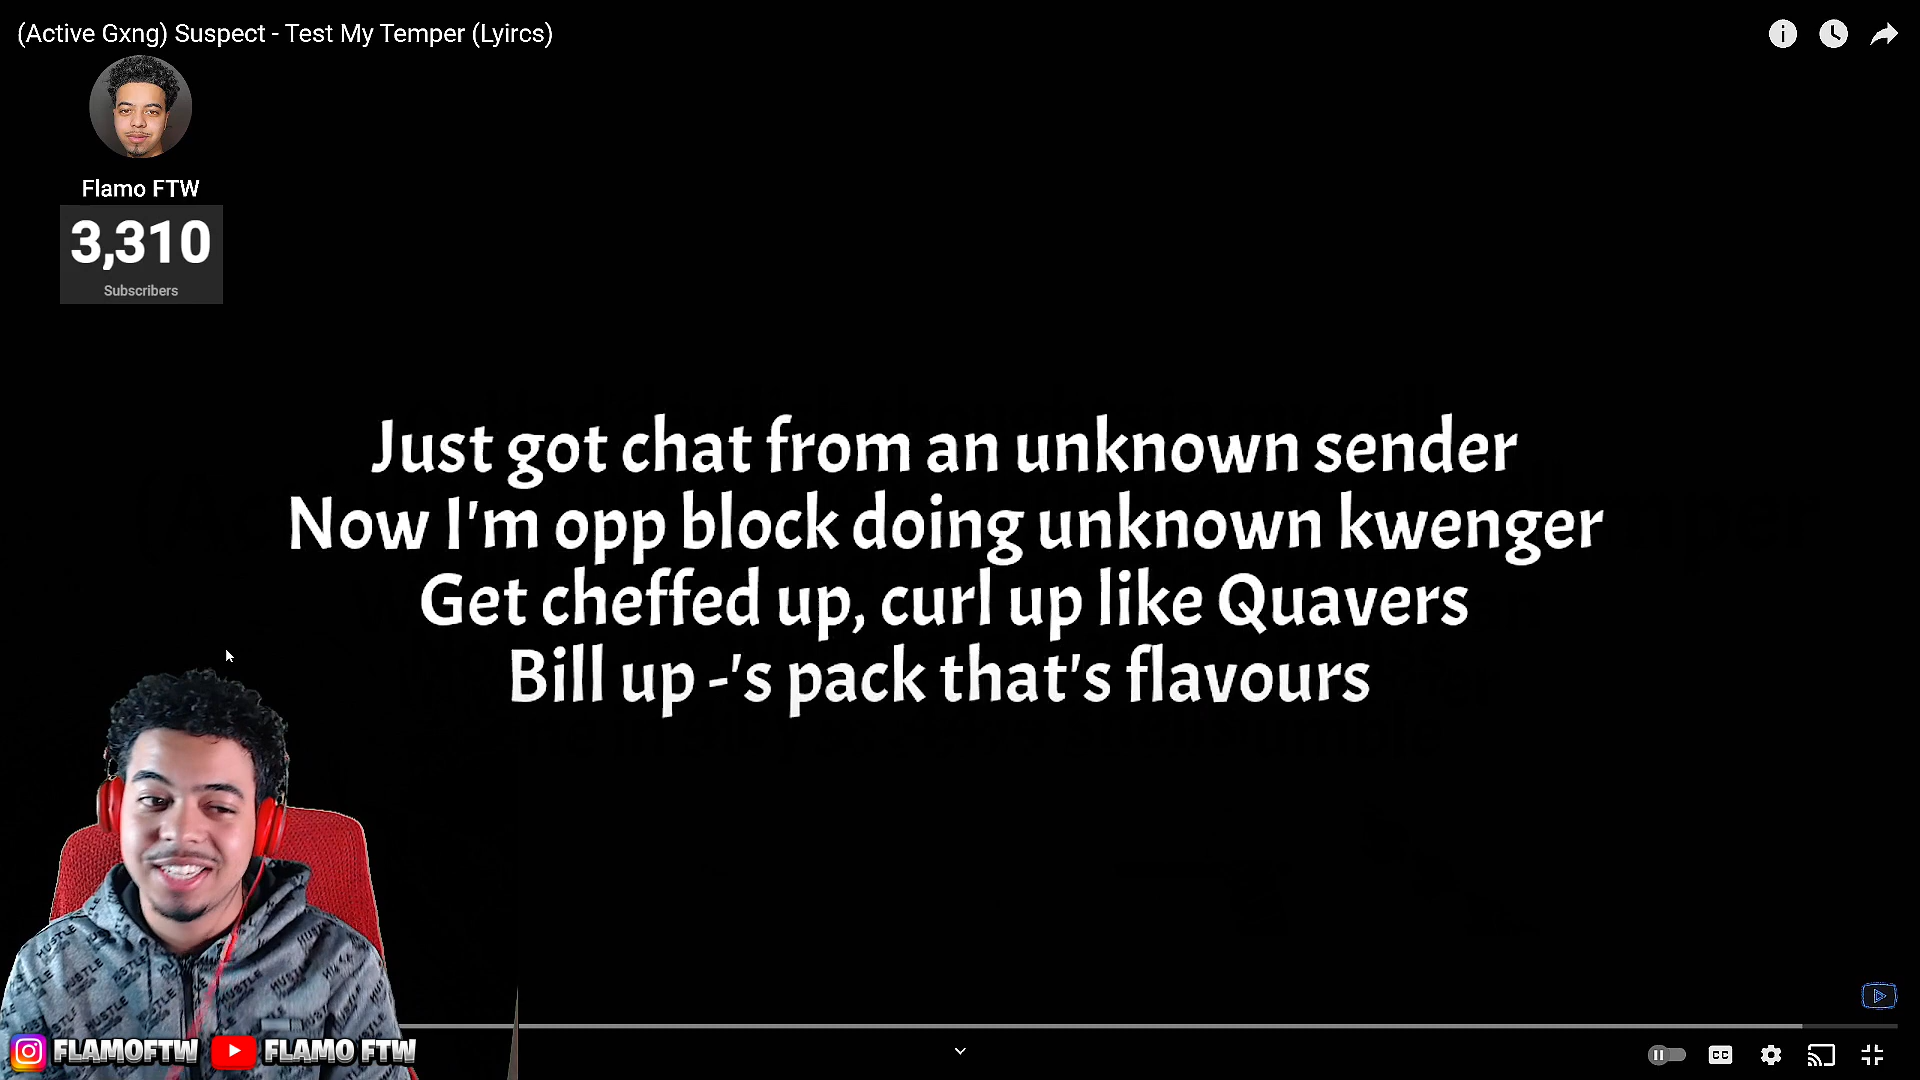 (Active Gxng) Suspect - Test My Temper (Lyircs)
Flamo FTW
3,310
Subscribers
Just got chat from an unknown sender
Now I'm opp block doing unknown kwenger
Get cheffed up, curl up like Quavers
Bill up -'s pack that's flavours
HUSTLE
FLAMOFTW FLAMO FTW
CC